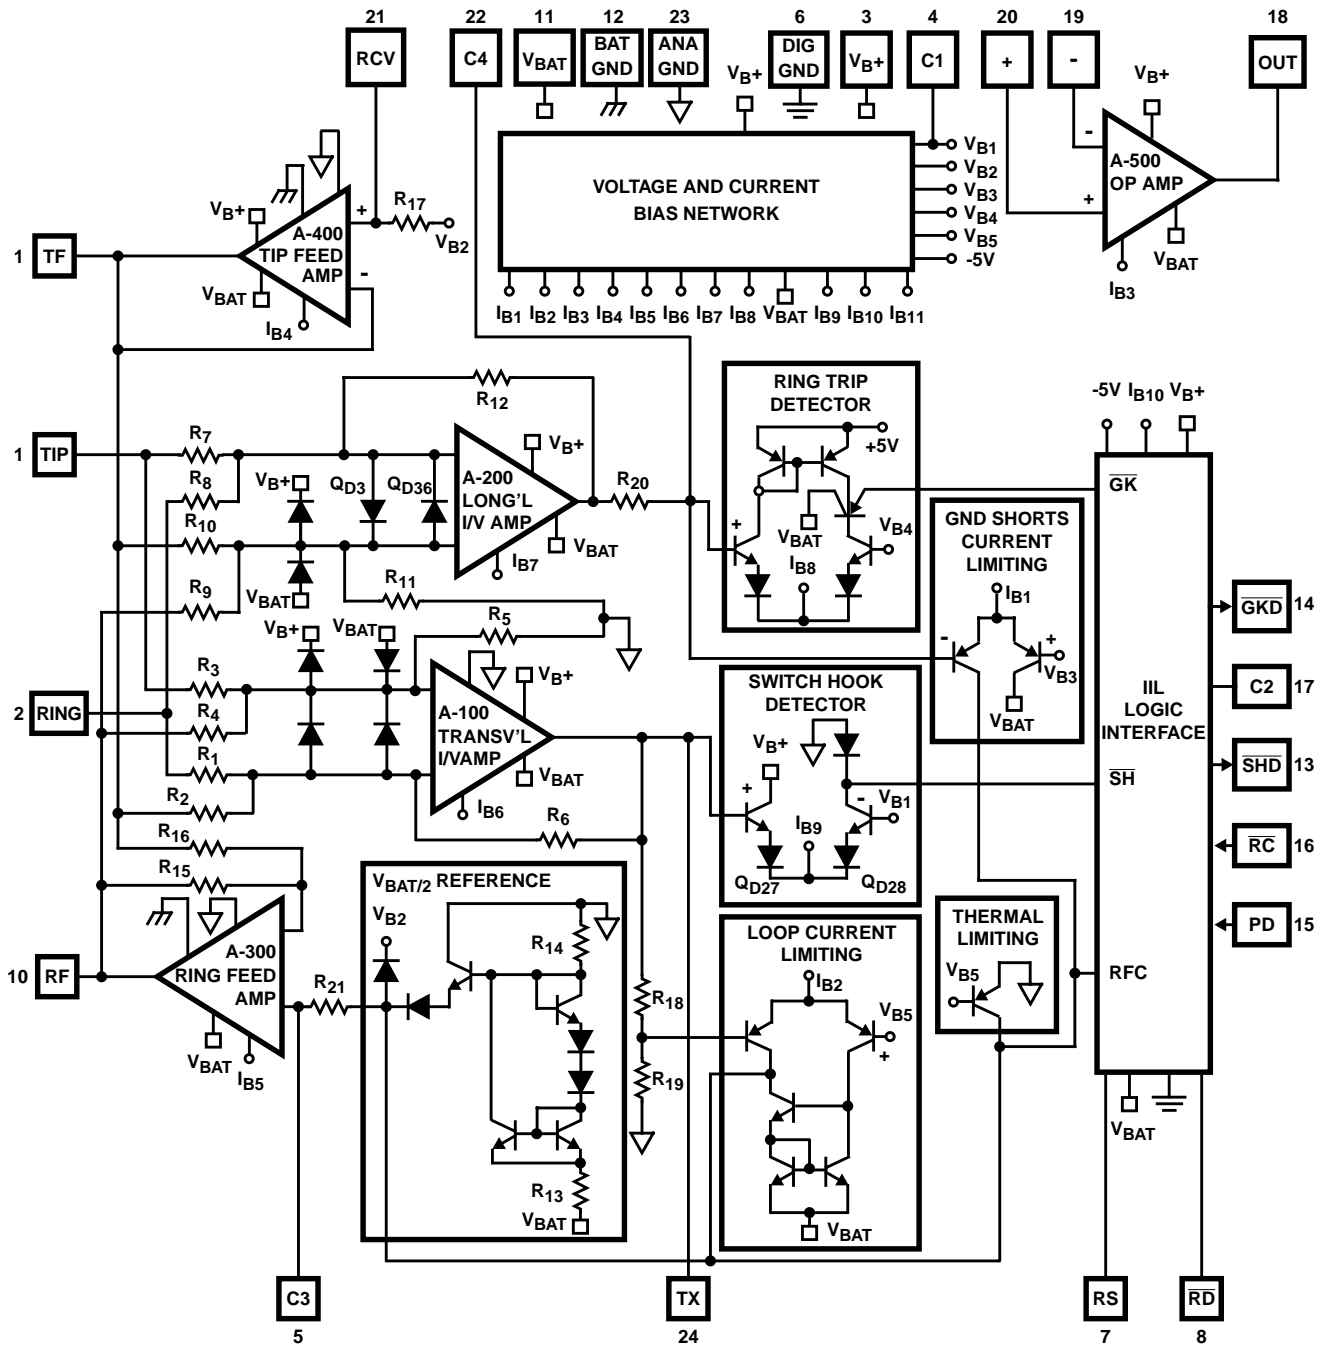 21
22
11
12
23
6
3
4
20
19
18
RCV
C4
VBAT
BAT GND
ANA GND
VB+
DIG GND
VB+
C1
+
-
VB+
OUT
VOLTAGE AND CURRENT
BIAS NETWORK
VB1
VB2
VB3
VB4
VB5
-5V
IB1
IB2
IB3
IB4
IB5
IB6
IB7
IB8
VBAT
IB9
IB10
IB11
-
+
A-500
OP AMP
VBAT
IB3
1
TF
VB+
+
R17
VB2
A-400
TIP FEED
AMP
-
VBAT
IB4
R12
1
TIP
R7
R8
R10
R9
VB+
VBAT
QD3
QD36
A-200
LONG'L
I/V AMP
VB+
VBAT
IB7
R20
R11
R5
RING TRIP
DETECTOR
+5V
+
VBAT
VB4
IB8
GND SHORTS
CURRENT
LIMITING
IB1
-
+
VB3
VBAT
-5V
IB10
VB+
GK
IIL
LOGIC
INTERFACE
SH
RFC
VBAT
GKD
14
C2
17
SHD
13
RC
16
PD
15
2
RING
R3
R4
R1
R2
R16
R15
VB+
VBAT
A-100
TRANSV'L
I/VAMP
VB+
VBAT
IB6
R6
SWITCH HOOK
DETECTOR
VB+
+
-
VB1
IB9
QD27
QD28
10
RF
A-300
RING FEED
AMP
VBAT
IB5
R21
VBAT/2 REFERENCE
VB2
R14
R13
VBAT
R18
R19
LOOP CURRENT
LIMITING
IB2
VB5
+
VBAT
THERMAL
LIMITING
VB5
C3
5
TX
24
RS
7
RD
8